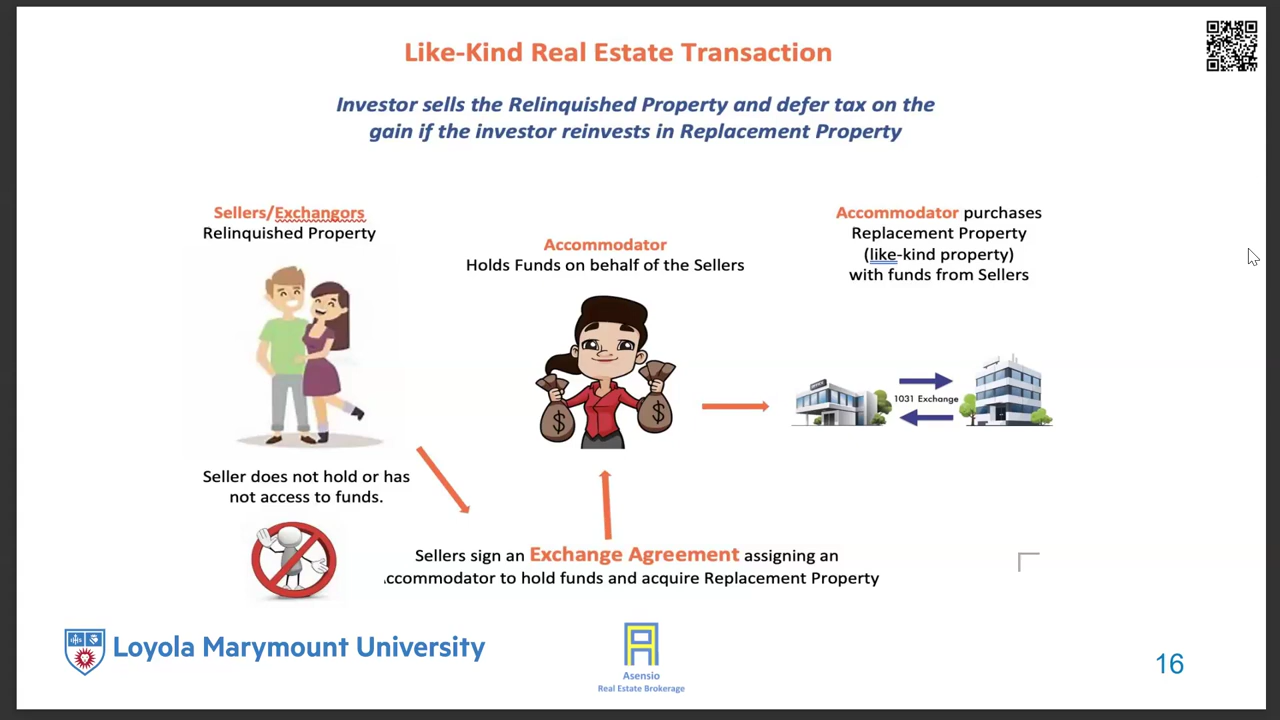 Like-Kind Real Estate Transaction
Investor sells the Relinquished Property and defer tax on the
gain if the investor reinvests in Replacement Property
Sellers/Exchangors
Relinquished Property
Accommodator
Holds Funds on behalf of the Sellers
Accommodator purchases
Replacement Property
(like-kind property)
with funds from Sellers
1031 Exchange
Seller does not hold or has
not access to funds.
Sellers sign an Exchange Agreement assigning an
ccommodator to hold funds and acquire Replacement Property
Loyola Marymount University
Asensio
Real Estate Brokerage
16